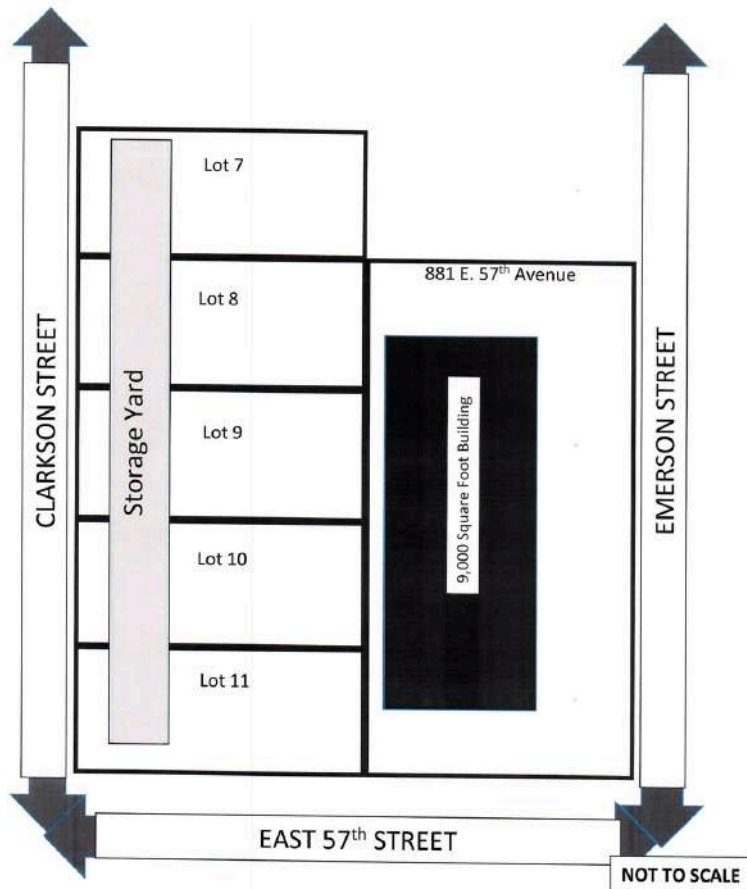 Lot 7
881 E. 57th Avenue
Lot 8
CLARKSON STREET
Storage Yard
Lot 9
9,000 Square Foot Building
EMERSON STREET
Lot 10
Lot 11
EAST 57th STREET
NOT TO SCALE